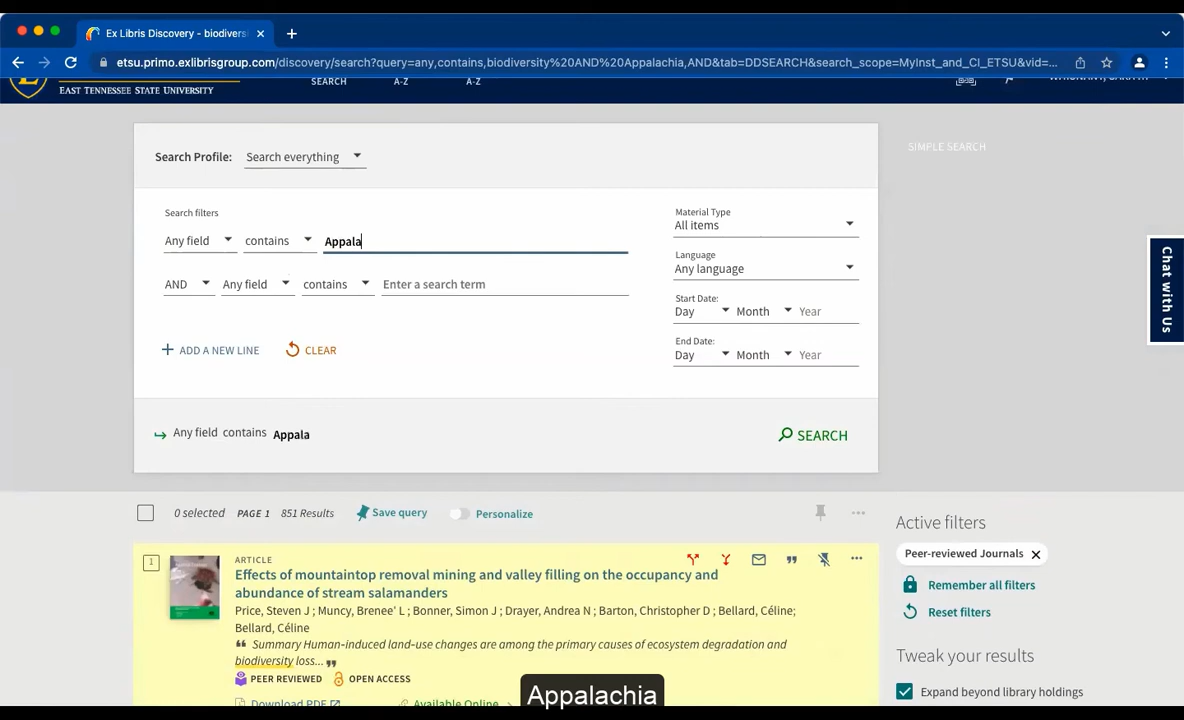 Ex Libris Discovery - biodivers
etsu.primo.exlibrisgroup.com/discovery/search?query=any,contains,biodiversity%20AND%20Appalachia,AND&tab=DDSEARCH&search_scope=MyInst_and_CI_ETSU&vid=...
EAST TENNESSEE STATE UNIVERSITY
SEARCH
A-Z
A-Z
Search Profile: Search everything
SIMPLE SEARCH
Search filters
Any field contains Appala
AND Any field contains Enter a search term
+ ADD A NEW LINE CLEAR
Material Type
All items
Language
Any language
Start Date:
Day Month Year
End Date:
Day Month Year
Any field contains Appala
SEARCH
Chat with Us
0 selected PAGE 1 851 Results Save query Personalize
1
ARTICLE
Effects of mountaintop removal mining and valley filling on the occupancy and
abundance of stream salamanders
Price, Steven J ; Muncy, Brenee' L ; Bonner, Simon J ; Drayer, Andrea N ; Barton, Christopher D ; Bellard, Céline;
Bellard, Céline
Summary Human-induced land-use changes are among the primary causes of ecosystem degradation and
biodiversity loss...
PEER REVIEWED OPEN ACCESS
Download PDF Available Online
Active filters
Peer-reviewed Journals
Remember all filters
Reset filters
Tweak your results
Expand beyond library holdings
Appalachia